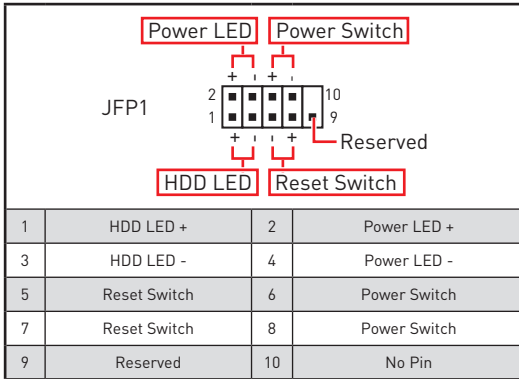 Power LED Power Switch
+ - + -
2 10
JFP1
1 9
+ - - +
Reserved
HDD LED Reset Switch
1 HDD LED + 2 Power LED +
3 HDD LED - 4 Power LED -
5 Reset Switch 6 Power Switch
7 Reset Switch 8 Power Switch
9 Reserved 10 No Pin